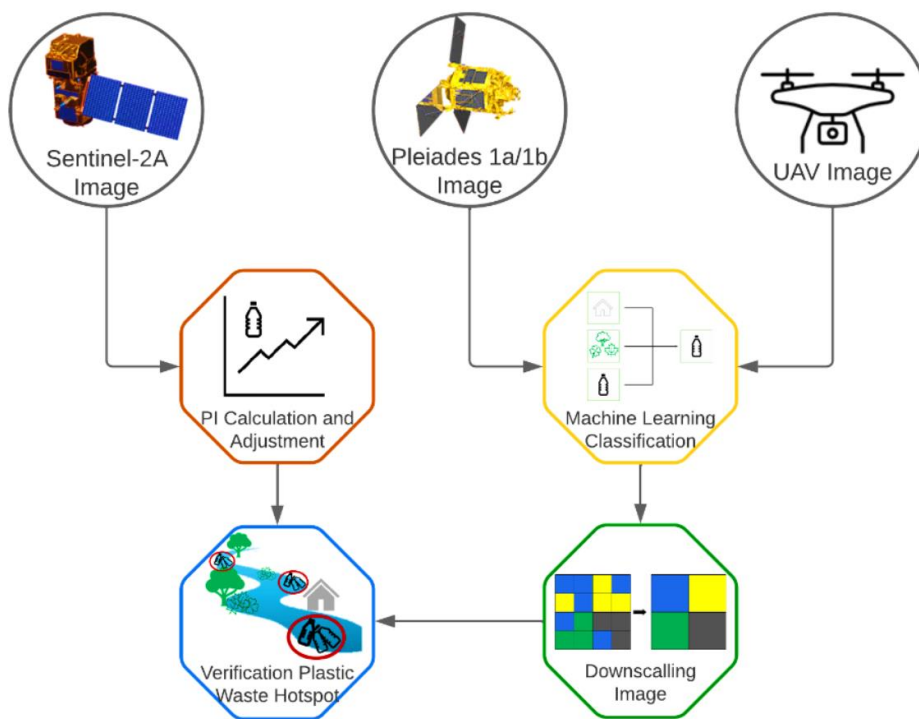 Sentinel-2A
Image
Pleiades 1a/1b
Image
UAV Image
PI Calculation and
Adjustment
Machine Learning
Classification
Verification Plastic
Waste Hotspot
Downscalling
Image